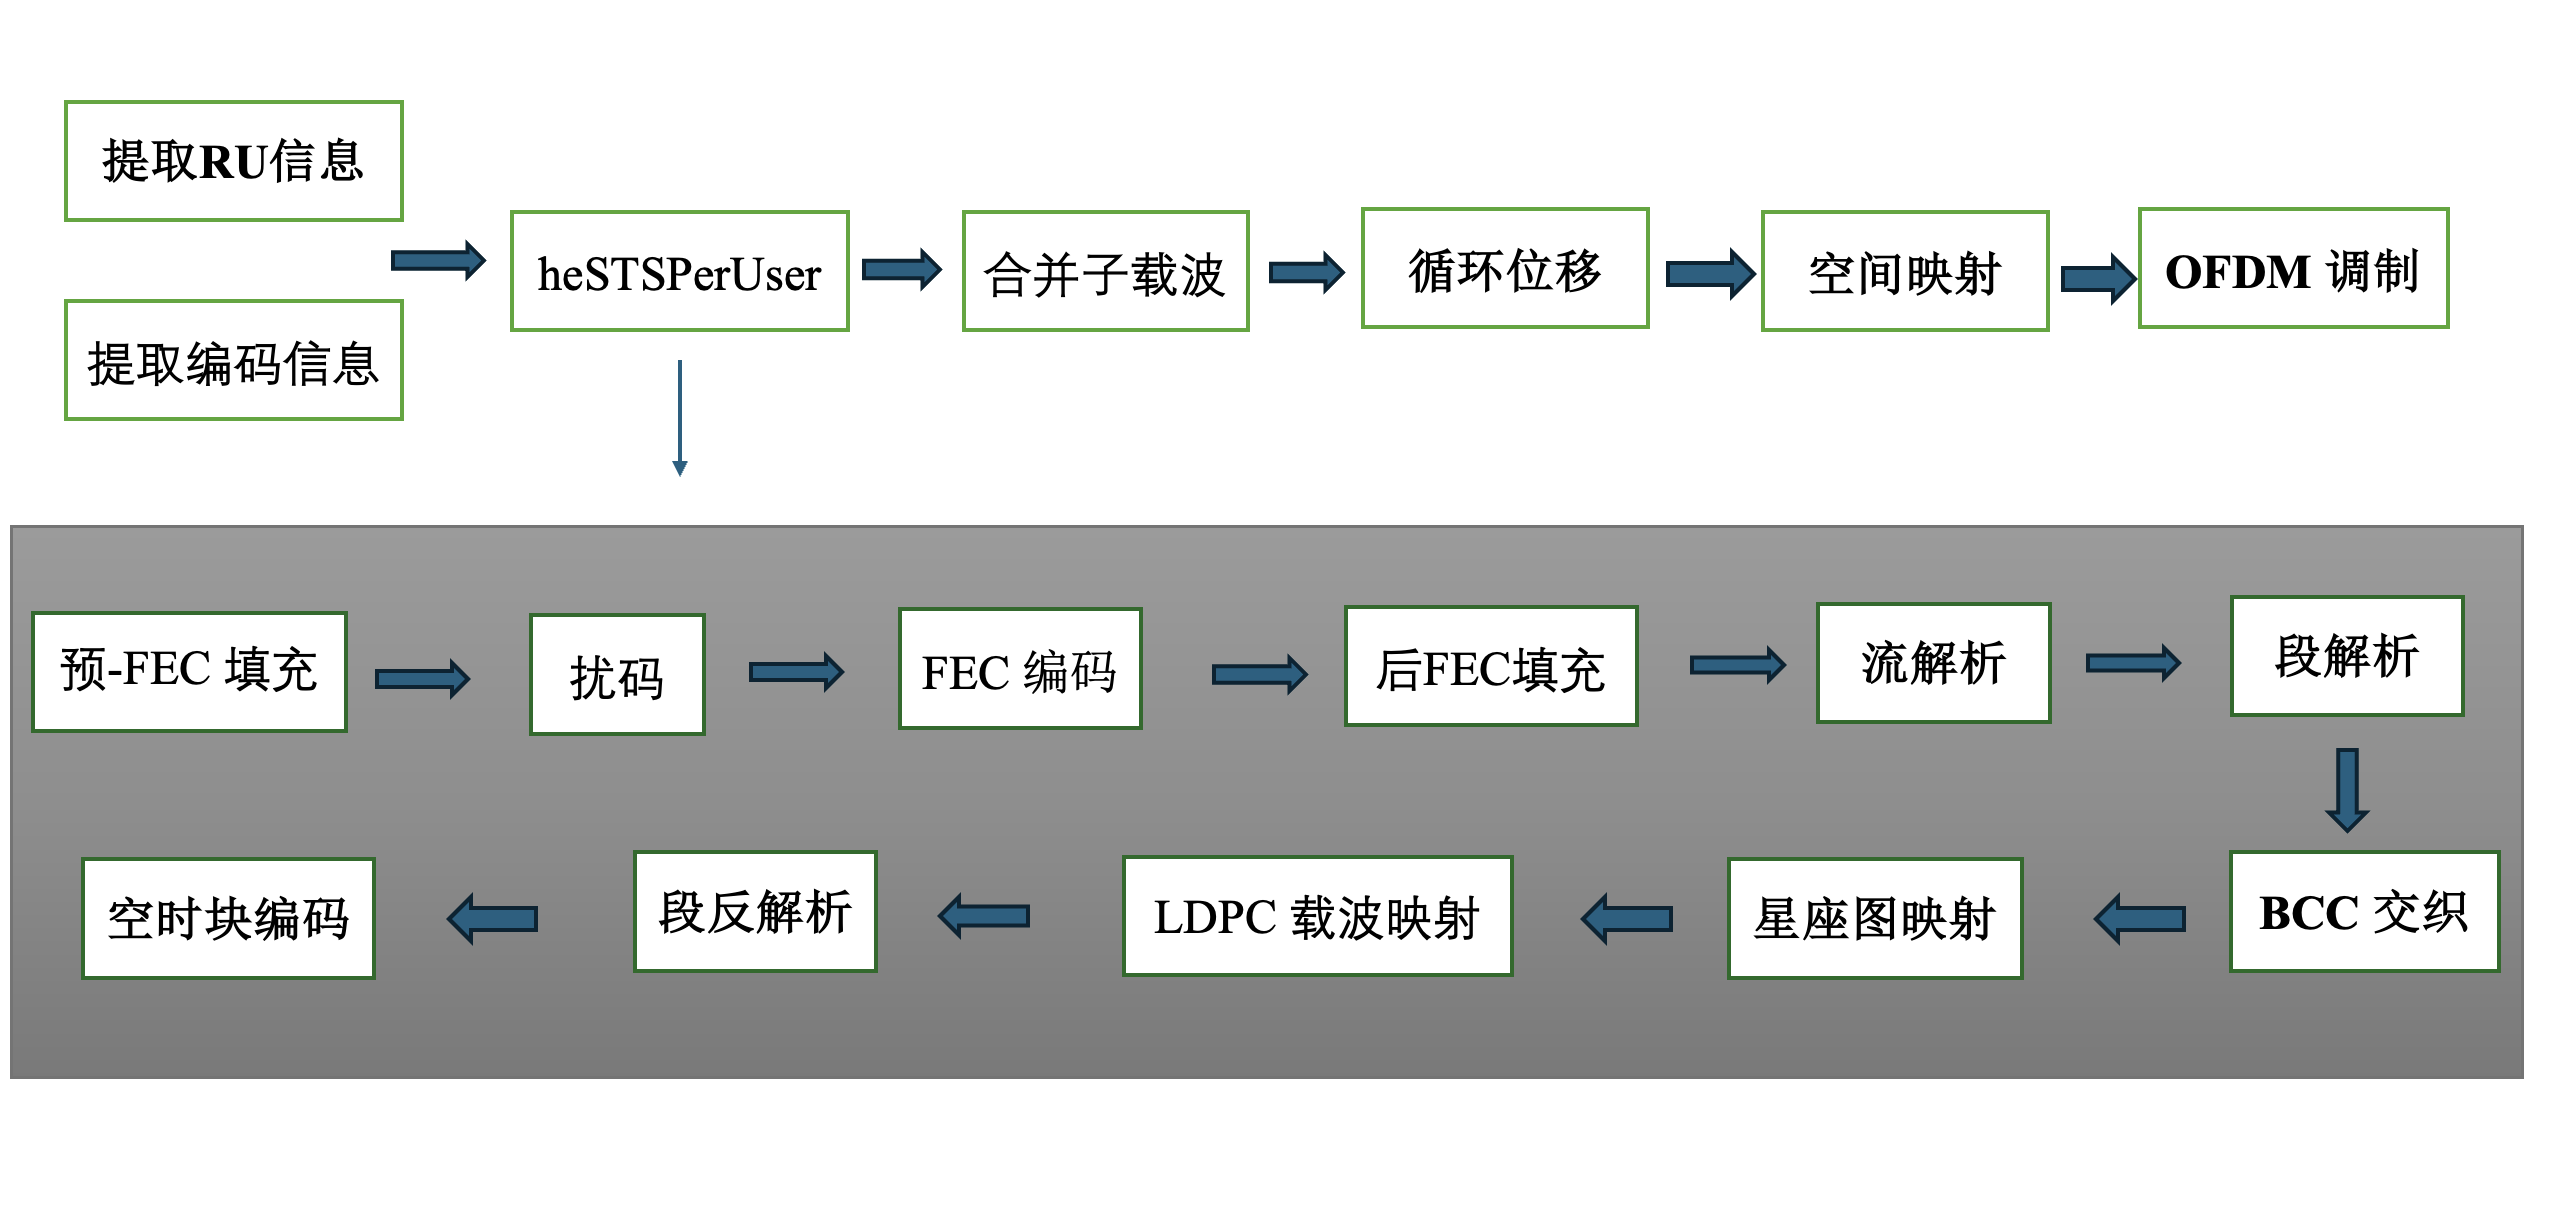 提取RU信息
提取编码信息
heSTSPerUser
合并子载波
循环位移
空间映射
OFDM 调制
预-FEC 填充
扰码
FEC 编码
后FEC填充
流解析
段解析
BCC 交织
星座图映射
LDPC 载波映射
段反解析
空时块编码